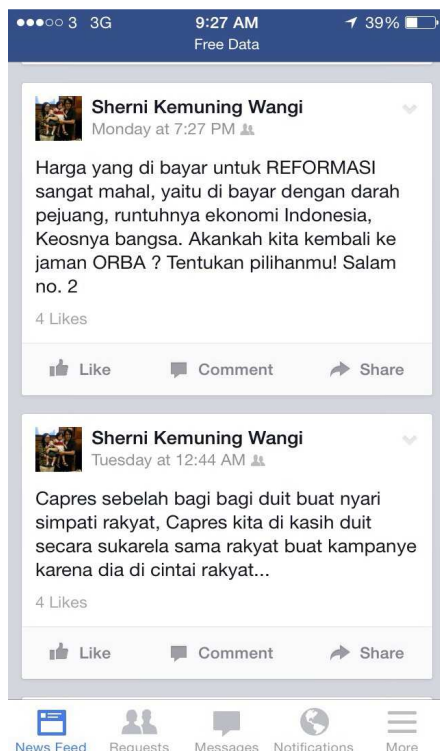 3 3G 9:27 AM 39%
Free Data
Sherni Kemuning Wangi
Monday at 7:27 PM
Harga yang di bayar untuk REFORMASI
sangat mahal, yaitu di bayar dengan darah
pejuang, runtuhnya ekonomi Indonesia,
Keosnya bangsa. Akankah kita kembali ke
jaman ORBA ? Tentukan pilihanmu! Salam
no. 2
4 Likes
Like Comment Share
Sherni Kemuning Wangi
Tuesday at 12:44 AM
Capres sebelah bagi bagi duit buat nyari
simpati rakyat, Capres kita di kasih duit
secara sukarela sama rakyat buat kampanye
karena dia di cintai rakyat...
4 Likes
Like Comment Share
News Feed Requests Messages Notifications More